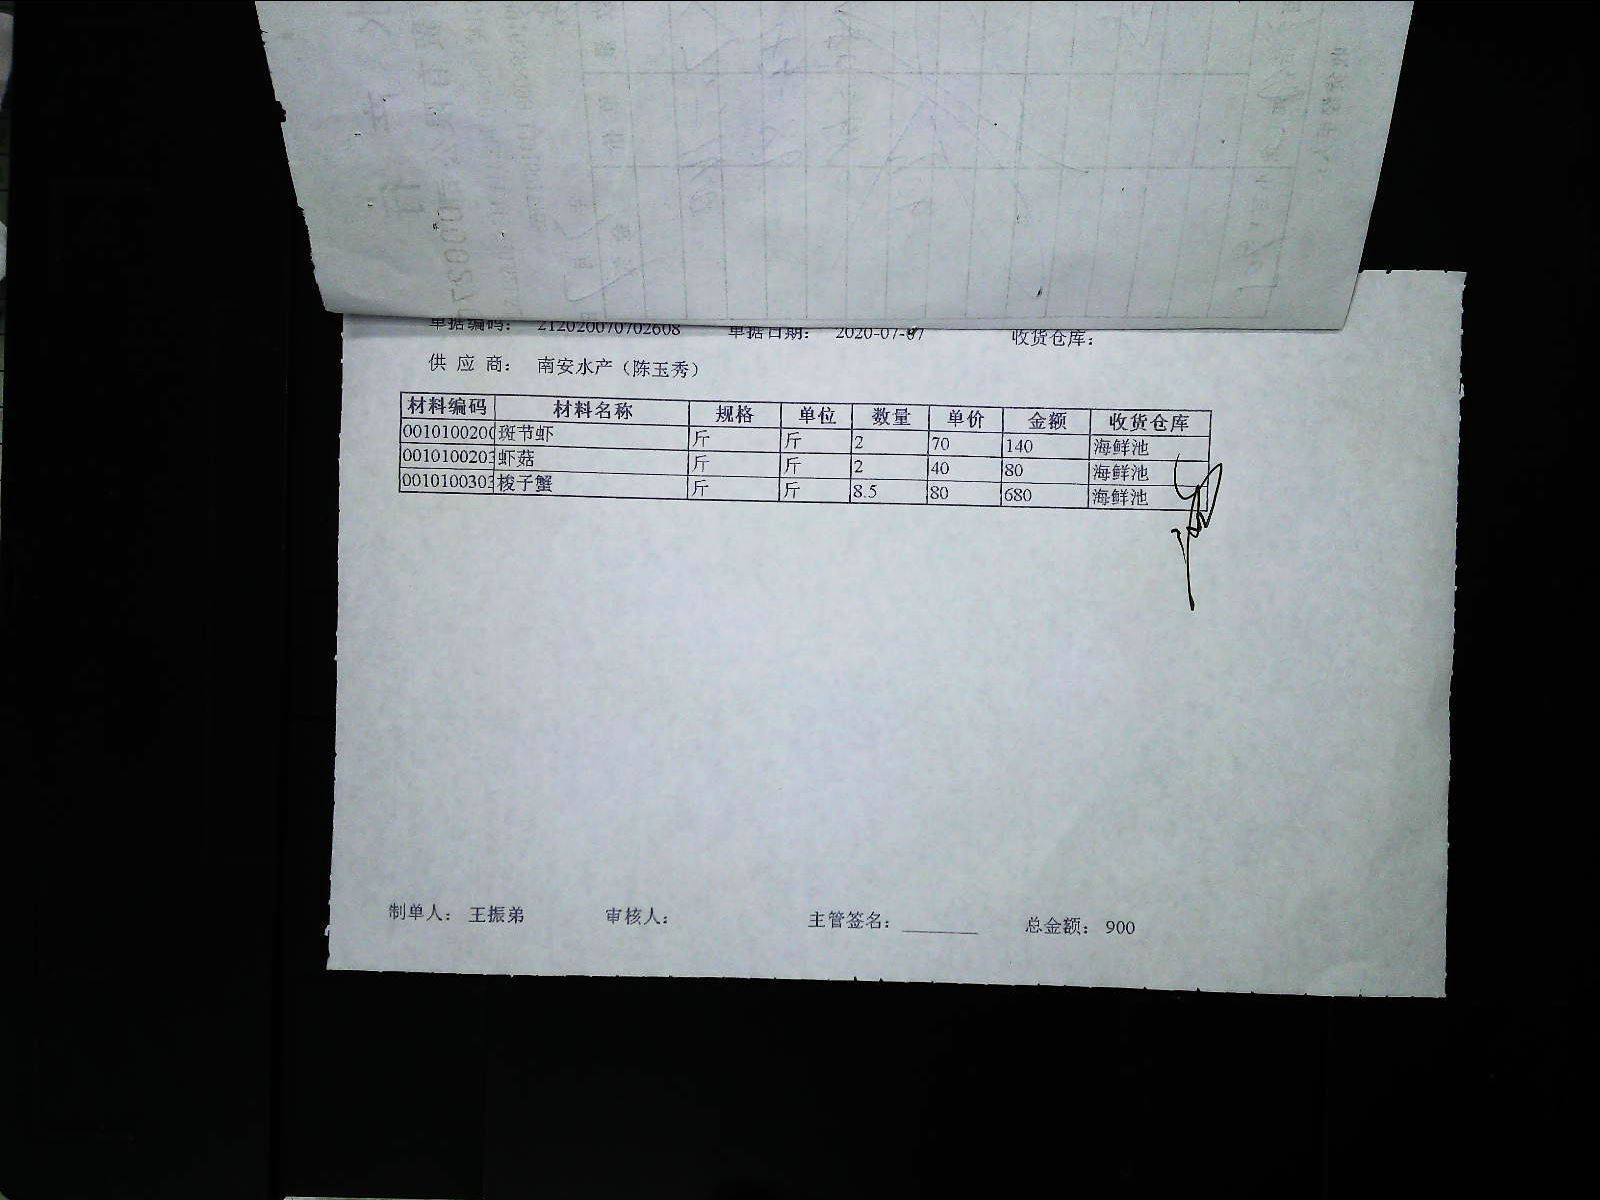 单据编码： 212020070702608 单据日期： 2020-07-07 收货仓库：
供 应 商： 南安水产（陈玉秀）
材料编码 材料名称 规格 单位 数量 单价 金额 收货仓库
0010100200 斑节虾 斤 斤 2 70 140 海鲜池
0010100203 虾菇 斤 斤 2 40 80 海鲜池
0010100303 梭子蟹 斤 斤 8.5 80 680 海鲜池
制单人： 王振弟 审核人： 主管签名： 总金额： 900